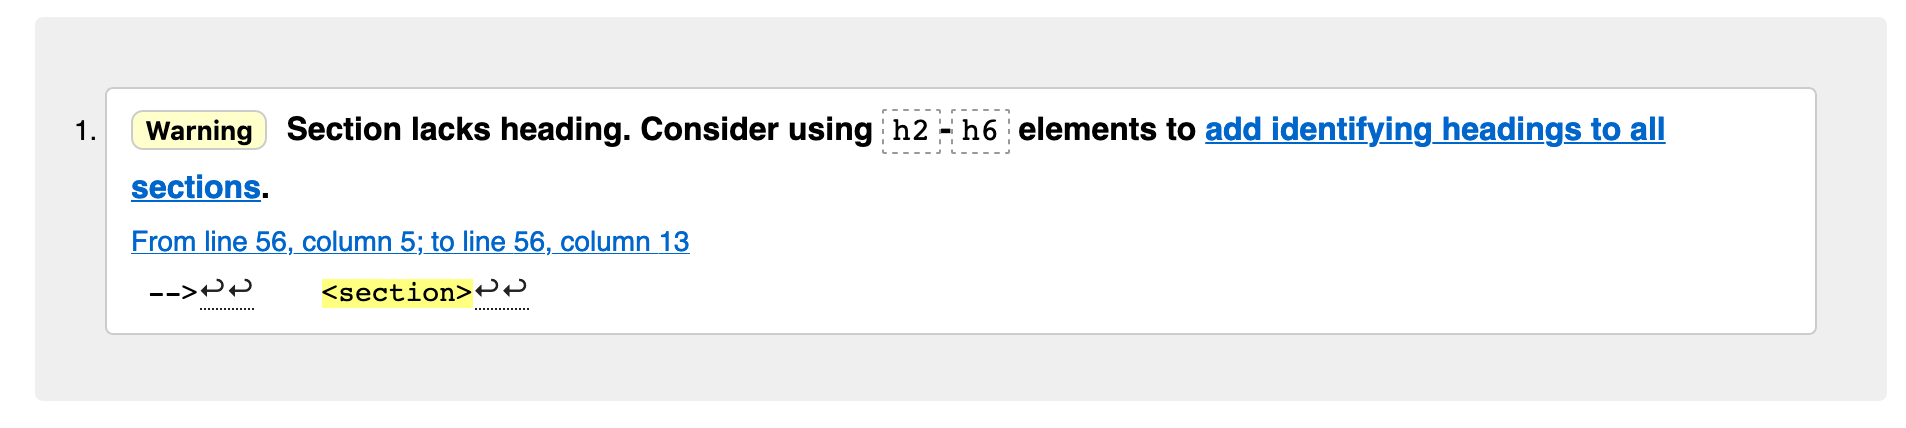 1. Warning Section lacks heading. Consider using h2-h6 elements to add identifying headings to all
sections.
From line 56, column 5; to line 56, column 13
-->↩↩ <section>↩↩